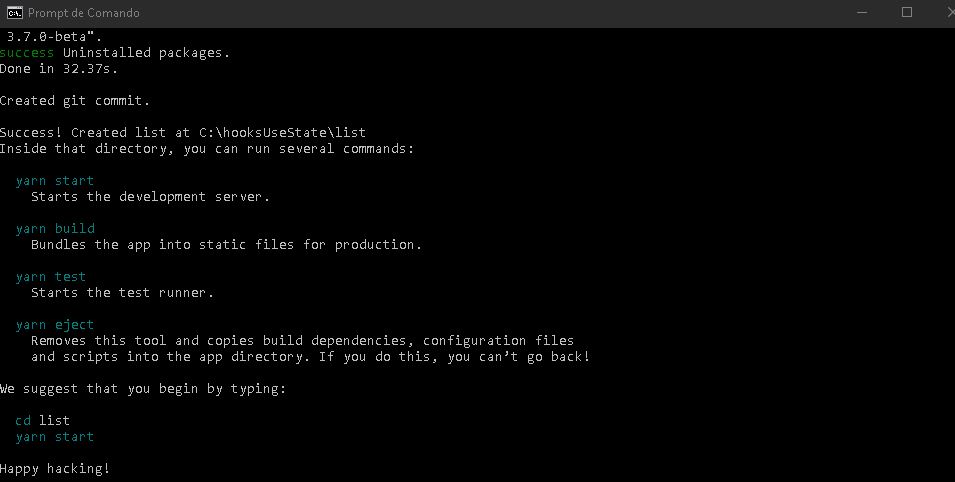 Prompt de Comando
3.7.0-beta".
success Uninstalled packages.
Done in 32.37s.
Created git commit.
Success! Created list at C:\hooksUseState\list
Inside that directory, you can run several commands:
yarn start
Starts the development server.
yarn build
Bundles the app into static files for production.
yarn test
Starts the test runner.
yarn eject
Removes this tool and copies build dependencies, configuration files
and scripts into the app directory. If you do this, you can't go back!
We suggest that you begin by typing:
cd list
yarn start
Happy hacking!